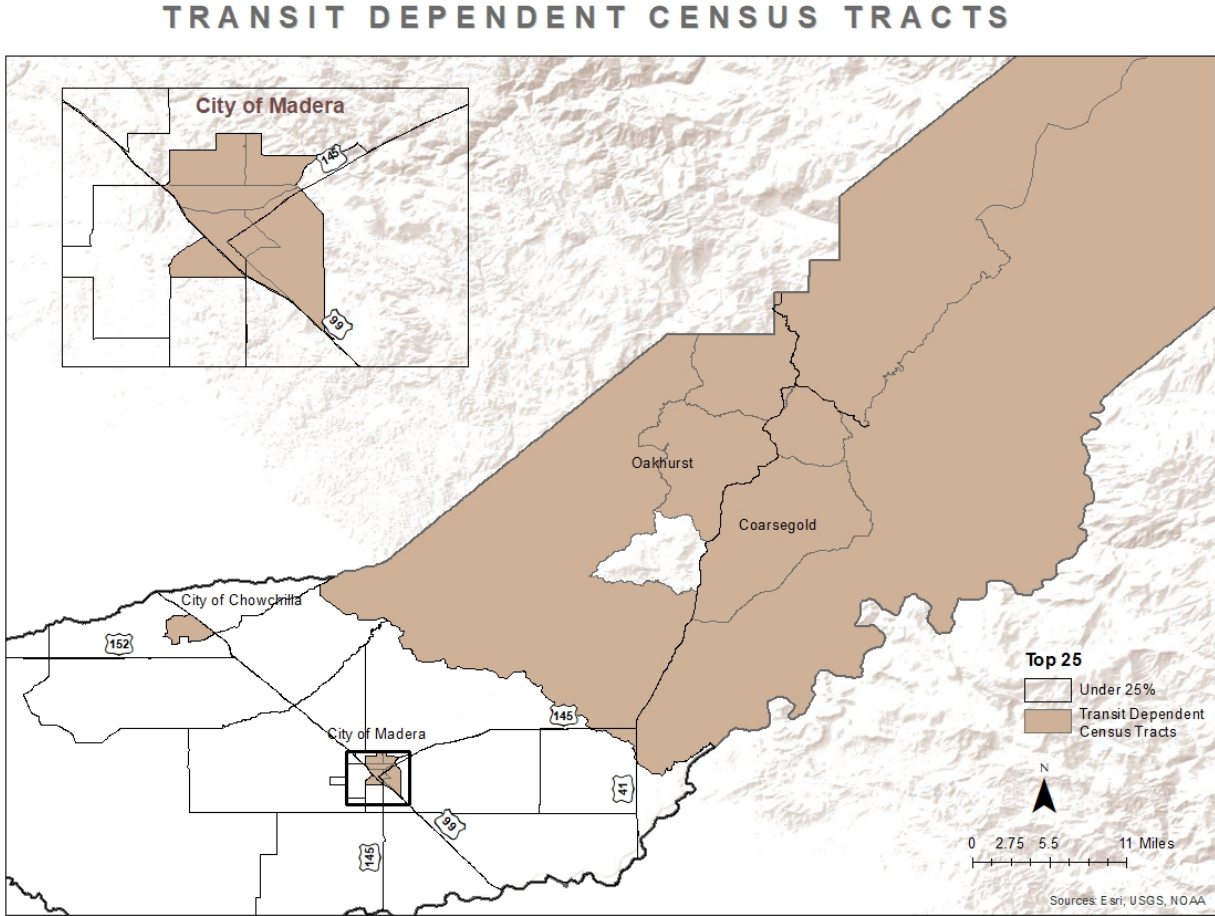 TRANSIT DEPENDENT CENSUS TRACTS
City of Madera
145
99
Oakhurst
Coarsegold
City of Chowchilla
152
145
City of Madera
41
99
145
Top 25
Under 25%
Transit Dependent
Census Tracts
N
0 2.75 5.5 11 Miles
Sources: Esri, USGS, NOAA